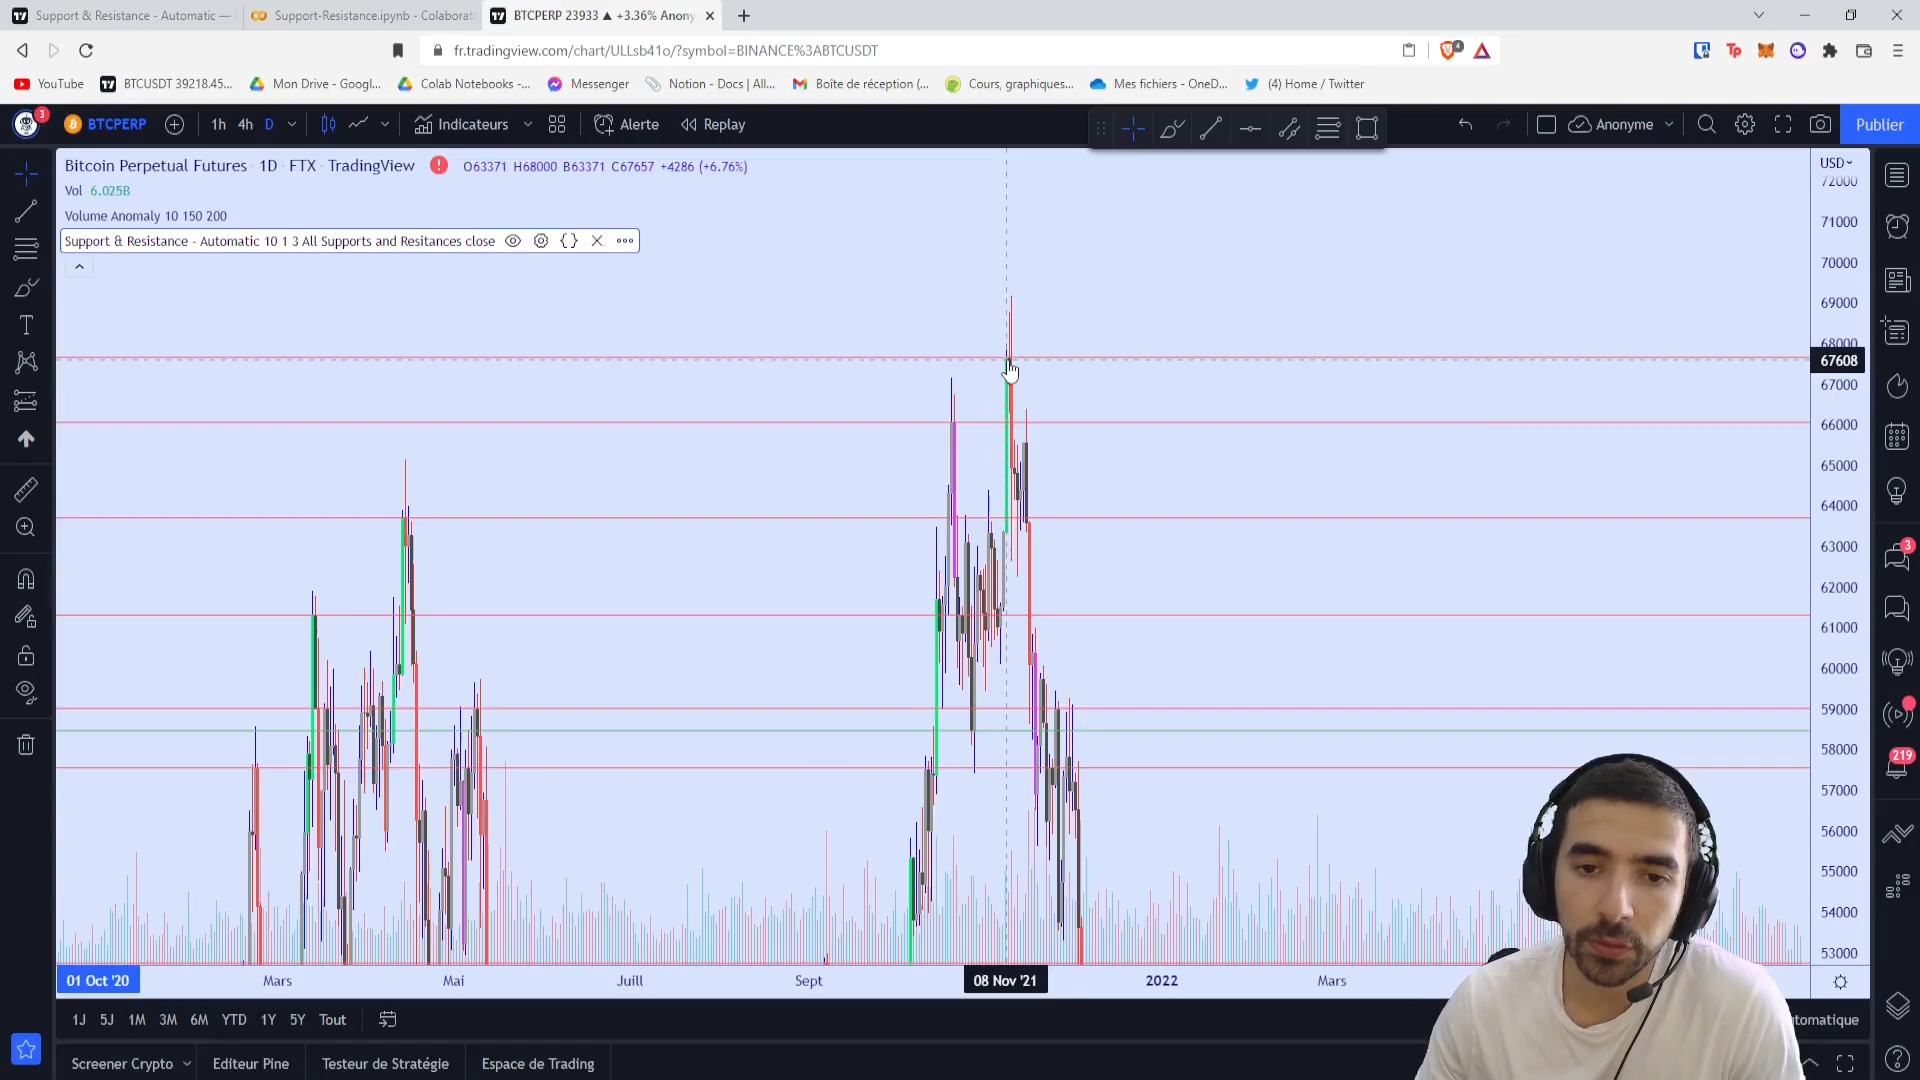 Support & Resistance - Automatic —
Support-Resistance.ipynb - Colaborat
BTCPERP 23933 ▲ +3.36% Anony
fr.tradingview.com/chart/ULLsb41o/?symbol=BINANCE%3ABTCUSDT
4
YouTube
BTCUSDT 39218.45...
Mon Drive - Googl...
Colab Notebooks -...
Messenger
Notion - Docs | All...
Boîte de réception (...
Cours, graphiques...
Mes fichiers - OneD...
(4) Home / Twitter
3
BTCPERP
1h 4h D
Indicateurs
Alerte
Replay
Anonyme
Publier
Bitcoin Perpetual Futures · 1D · FTX · TradingView
O63371 H68000 B63371 C67657 +4286 (+6.76%)
USD
Vol 6.025B
Volume Anomaly 10 150 200
Support & Resistance - Automatic 10 1 3 All Supports and Resitances close
72000
71000
70000
69000
68000
67608
67000
66000
65000
64000
63000
62000
61000
60000
59000
58000
57000
56000
55000
54000
53000
3
219
01 Oct '20
Mars
Mai
Juill
Sept
08 Nov '21
2022
Mars
1J 5J 1M 3M 6M YTD 1Y 5Y Tout
tomatique
Screener Crypto
Editeur Pine
Testeur de Stratégie
Espace de Trading